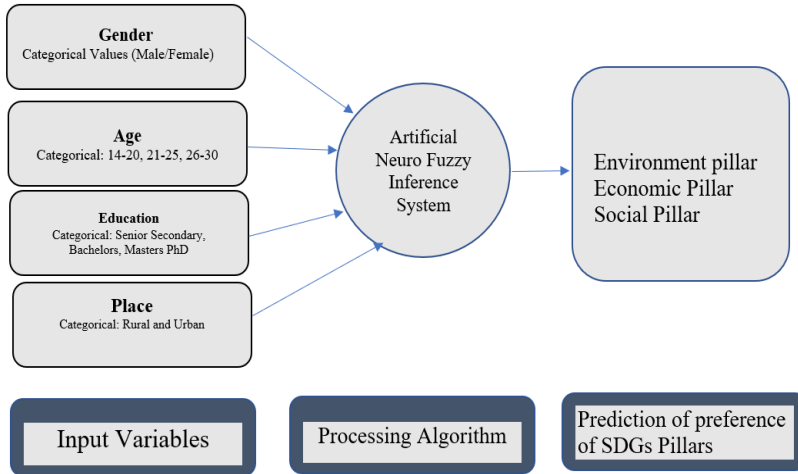 Gender
Categorical Values (Male/Female)
Age
Categorical: 14-20, 21-25, 26-30
Education
Categorical: Senior Secondary,
Bachelors, Masters PhD
Place
Categorical: Rural and Urban
Artificial
Neuro Fuzzy
Inference
System
Environment pillar
Economic Pillar
Social Pillar
Input Variables
Processing Algorithm
Prediction of preference
of SDGs Pillars